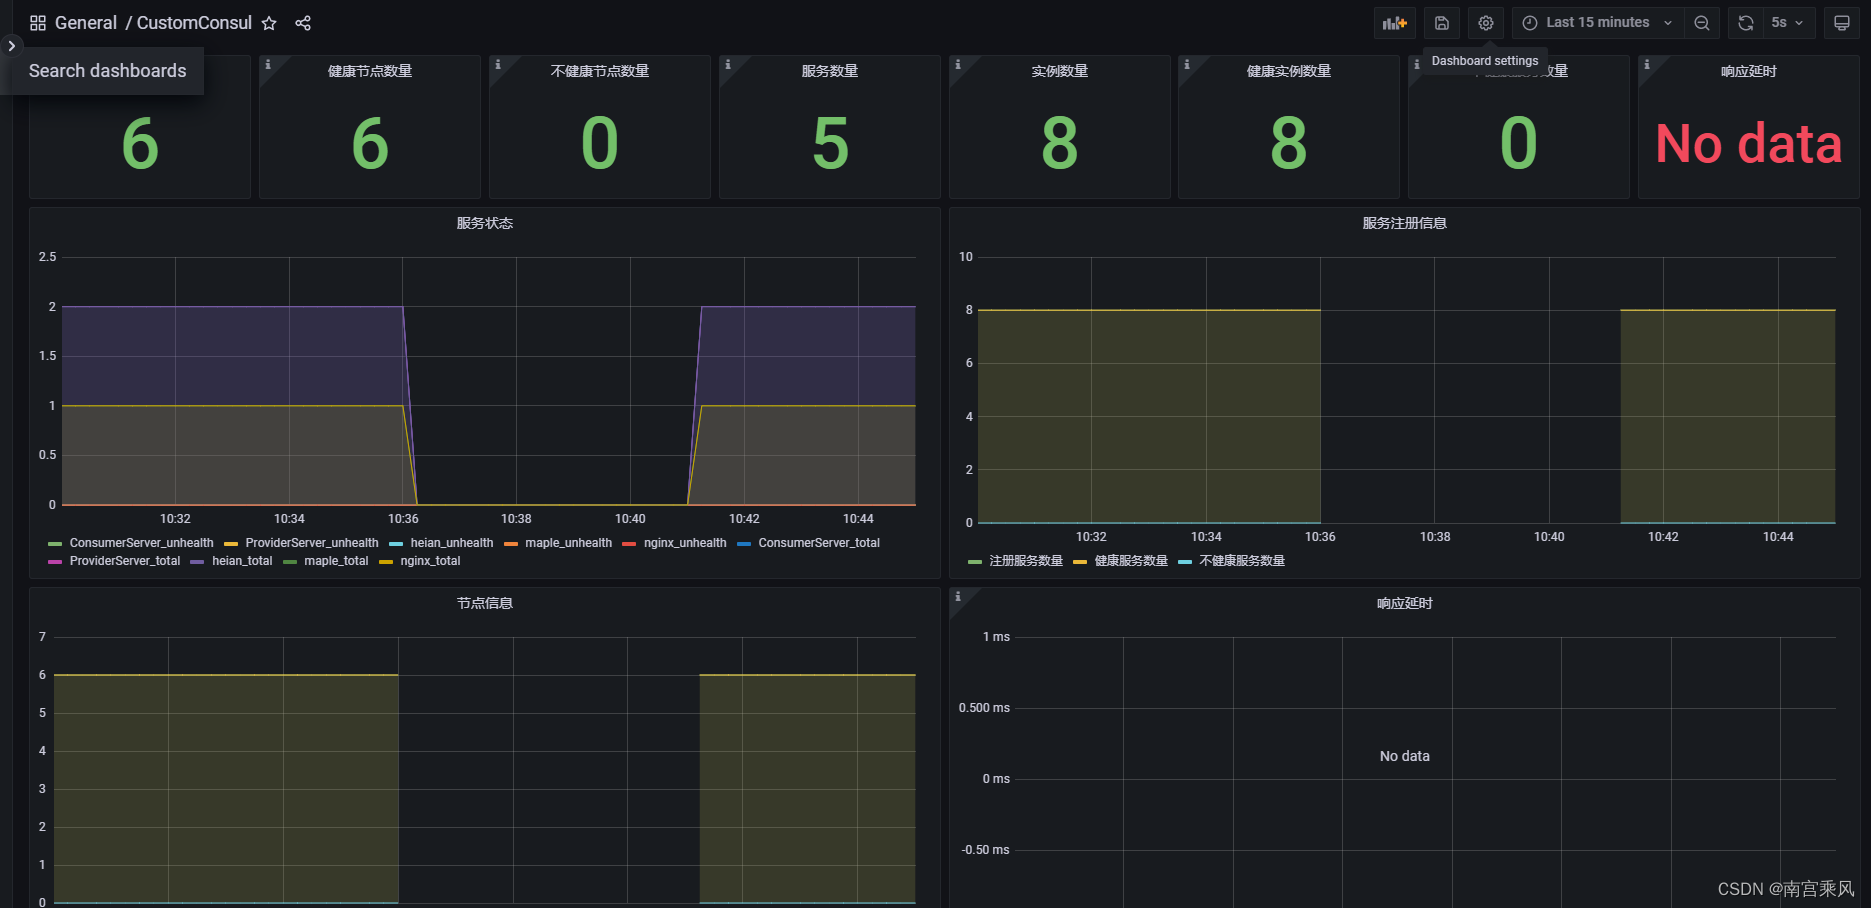 General / CustomConsul
Last 15 minutes
5s
Search dashboards
Dashboard settings
健康节点数量
不健康节点数量
服务数量
实例数量
健康实例数量
数量
响应延时
6
6
0
5
8
8
0
No data
服务状态
2.5
2
1.5
1
0.5
0
10:32
10:34
10:36
10:38
10:40
10:42
10:44
ConsumerServer_unhealth ProviderServer_unhealth heian_unhealth maple_unhealth nginx_unhealth ConsumerServer_total
ProviderServer_total heian_total maple_total nginx_total
服务注册信息
10
8
6
4
2
0
10:32
10:34
10:36
10:38
10:40
10:42
10:44
注册服务数量 健康服务数量 不健康服务数量
节点信息
7
6
5
4
3
2
1
0
响应延时
1 ms
0.500 ms
0 ms
-0.50 ms
No data
CSDN @南宫乘风